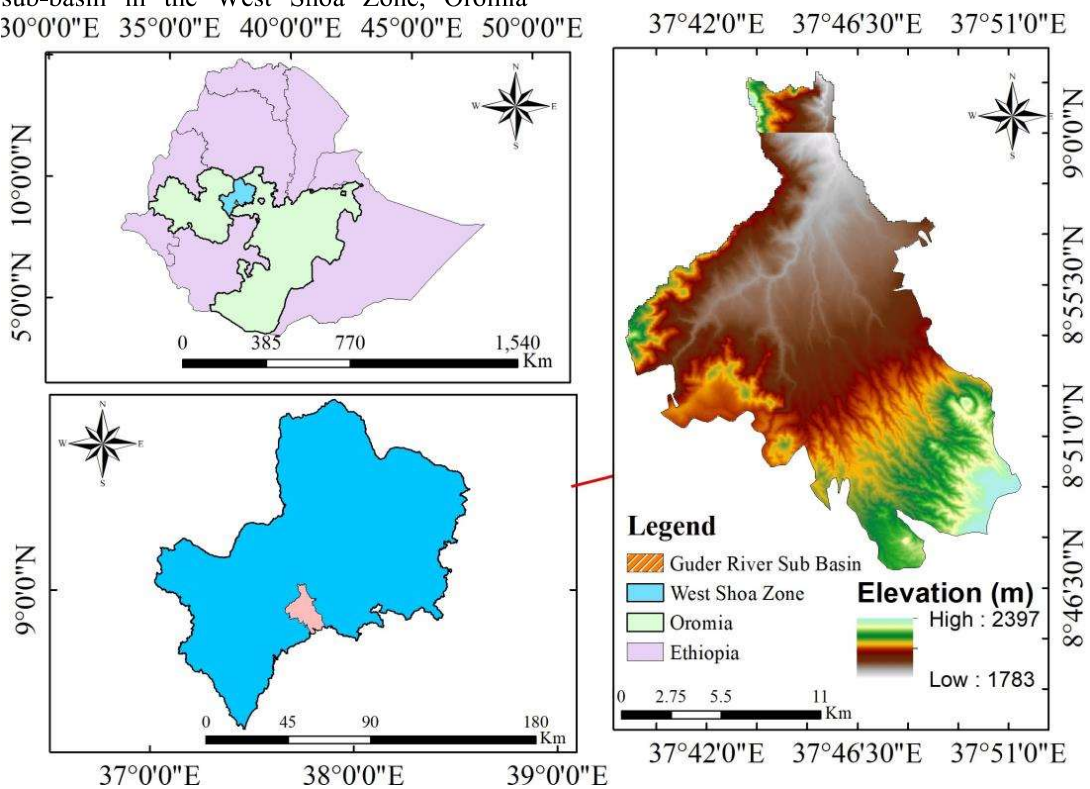 sub-basin in the West Shoa Zone, Oromia
30°0'0"E 35°0'0"E 40°0'0"E 45°0'0"E 50°0'0"E
N
W
E
S
10°0'0"N
5°0'0"N
0 385 770 1,540
Km
N
W
E
S
9°0'0"N
0 45 90 180
Km
37°0'0"E 38°0'0"E 39°0'0"E
37°42'0"E 37°46'30"E 37°51'0"E
N
W
E
S
9°0'0"N
8°55'30"N
8°51'0"N
8°46'30"N
Legend
Guder River Sub Basin
West Shoa Zone
Oromia
Ethiopia
Elevation (m)
High : 2397
Low : 1783
0 2.75 5.5 11
Km
37°42'0"E 37°46'30"E 37°51'0"E